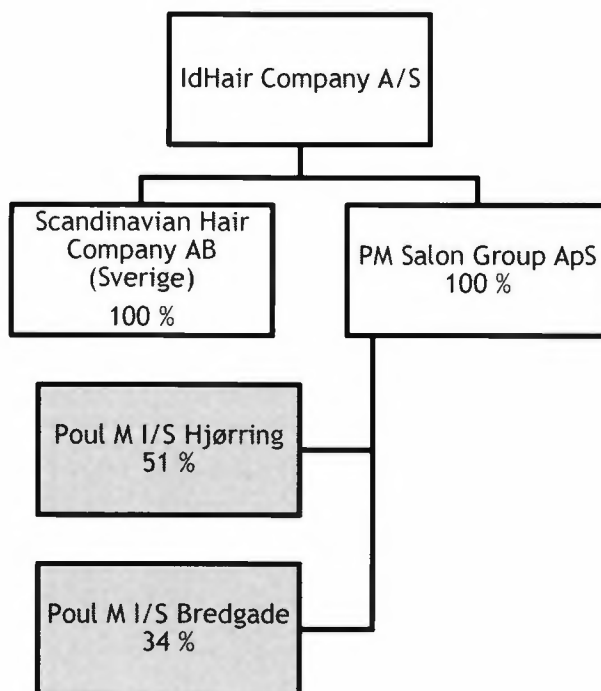 IdHair Company A/S
Scandinavian Hair
Company AB
(Sverige)
100 %
PM Salon Group ApS
100 %
Poul M I/S Hjørring
51 %
Poul M I/S Bredgade
34 %